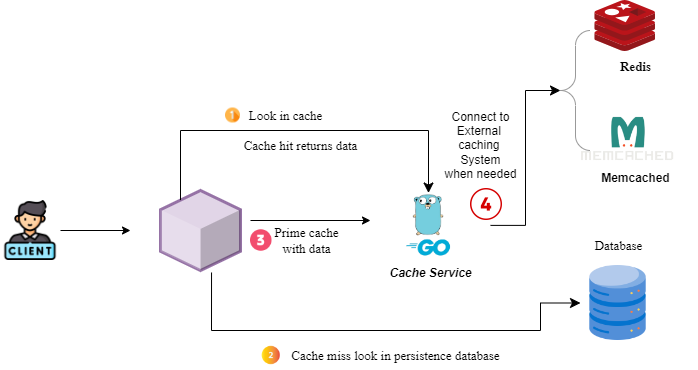 Redis
1 Look in cache
Connect to
External
caching
System
when needed
Cache hit returns data
MEMCACHED
Memcached
4
CLIENT
3 Prime cache
with data
GO
Cache Service
Database
2 Cache miss look in persistence database